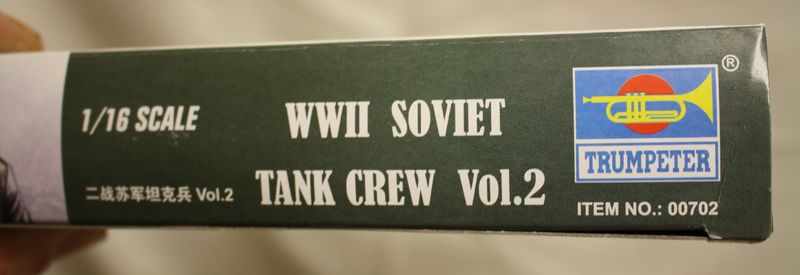 1/16 SCALE
二战苏军坦克兵 Vol.2
WWII SOVIET
TANK CREW Vol.2
®
TRUMPETER
ITEM NO.: 00702